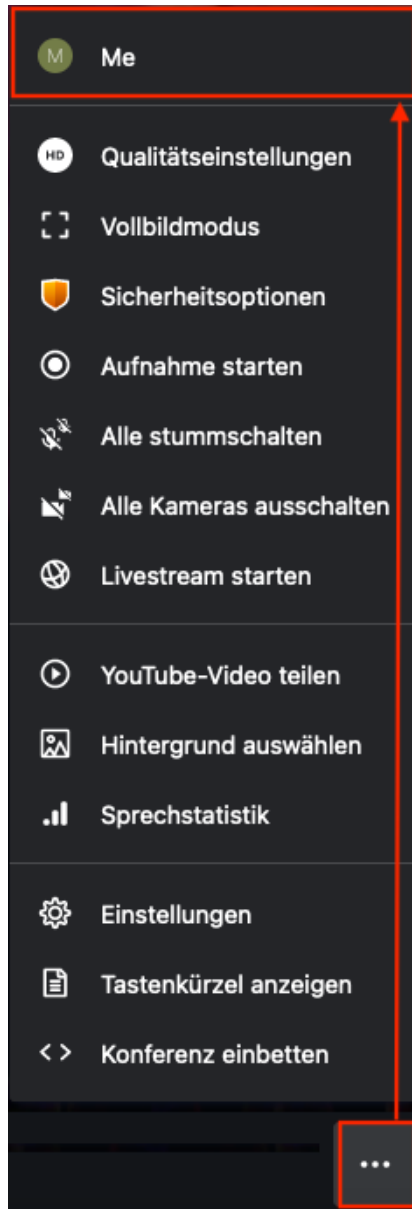 M Me
HD Qualitätseinstellungen
Vollbildmodus
Sicherheitsoptionen
Aufnahme starten
Alle stummschalten
Alle Kameras ausschalten
Livestream starten
YouTube-Video teilen
Hintergrund auswählen
Sprechstatistik
Einstellungen
Tastenkürzel anzeigen
Konferenz einbetten